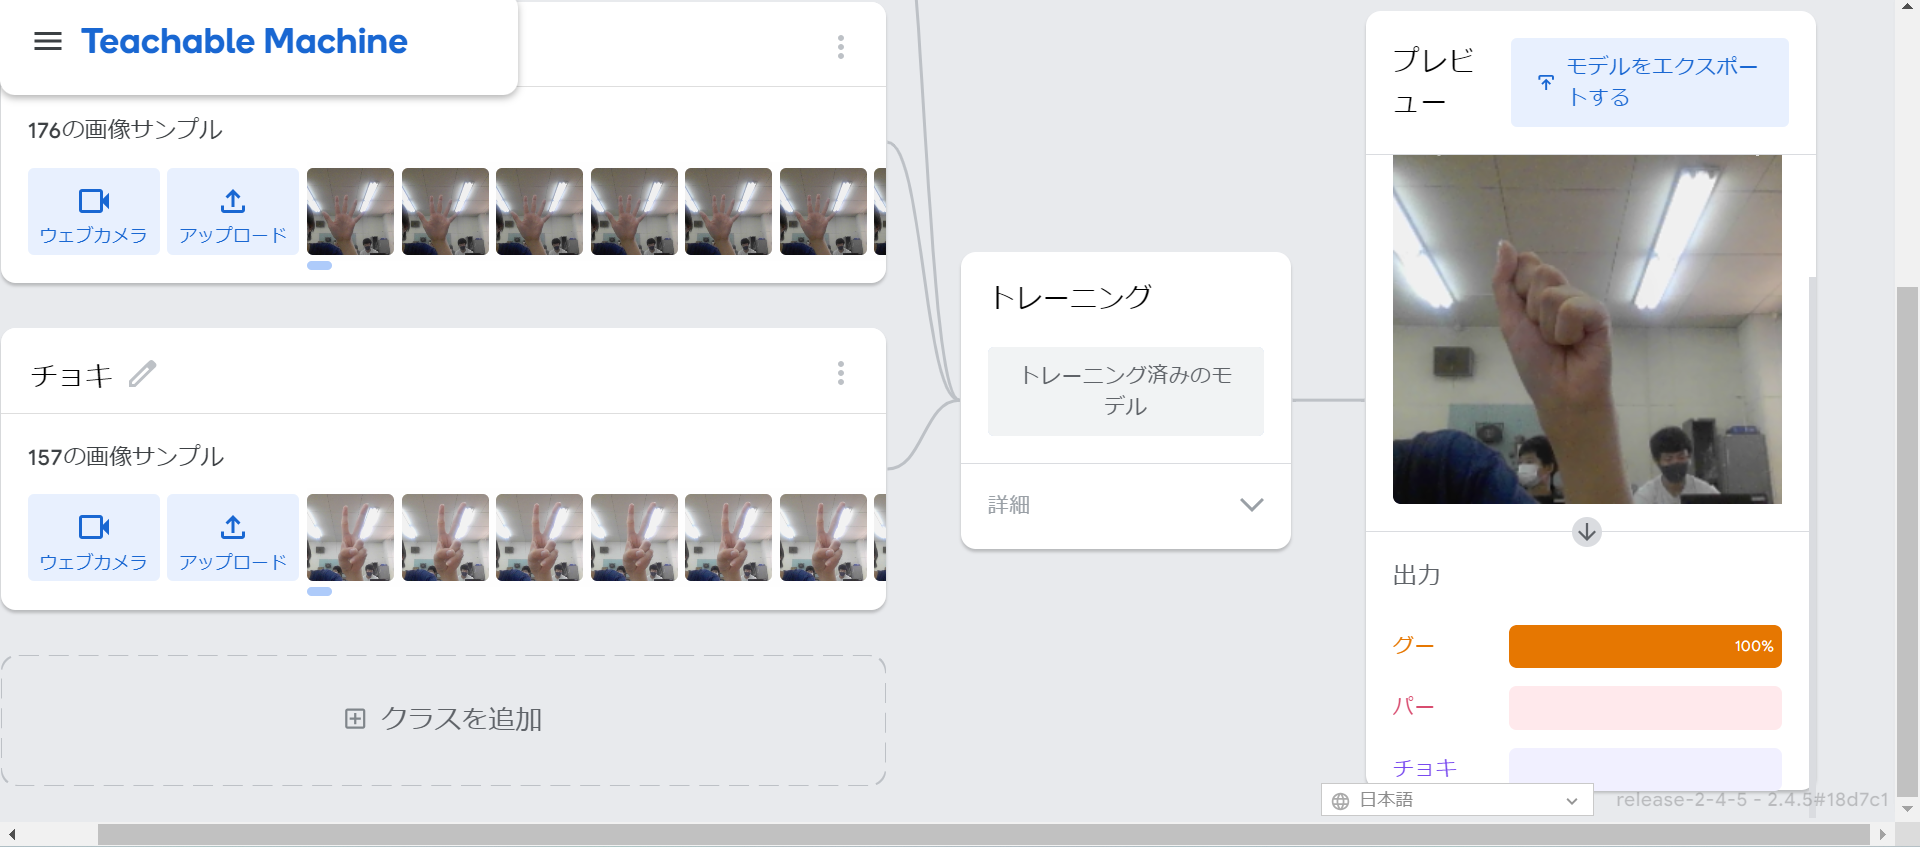 Teachable Machine
176の画像サンプル
ウェブカメラ
アップロード
チョキ
157の画像サンプル
ウェブカメラ
アップロード
クラスを追加
トレーニング
トレーニング済みのモ
デル
詳細
プレビ
ュー
モデルをエクスポー
トする
出力
グー
100%
パー
チョキ
日本語
release-2-4-5 - 2.4.5#18d7c1